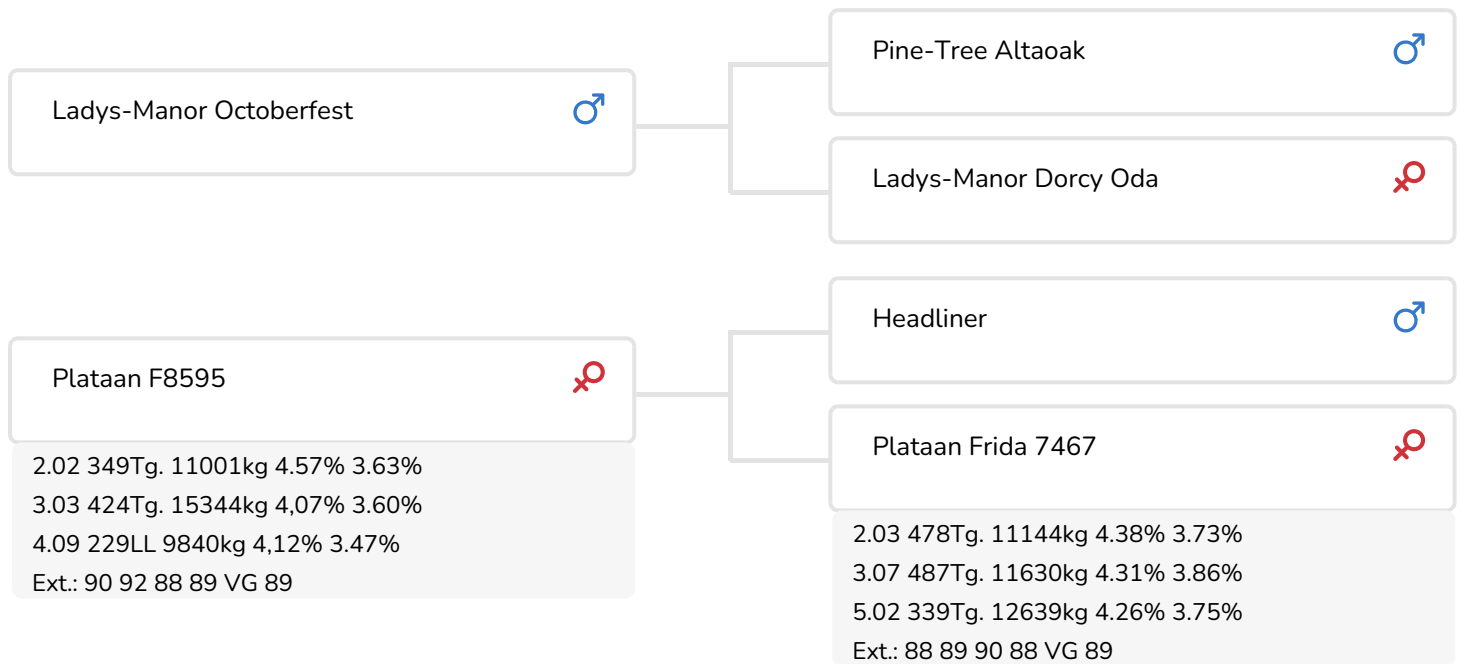 Pine-Tree Altaoak
Ladys-Manor Octoberfest
Ladys-Manor Dorcy Oda
Headliner
Plataan F8595
2.02 349Tg. 11001kg 4.57% 3.63%
3.03 424Tg. 15344kg 4,07% 3.60%
4.09 229LL 9840kg 4,12% 3.47%
Ext.: 90 92 88 89 VG 89
Plataan Frida 7467
2.03 478Tg. 11144kg 4.38% 3.73%
3.07 487Tg. 11630kg 4.31% 3.86%
5.02 339Tg. 12639kg 4.26% 3.75%
Ext.: 88 89 90 88 VG 89